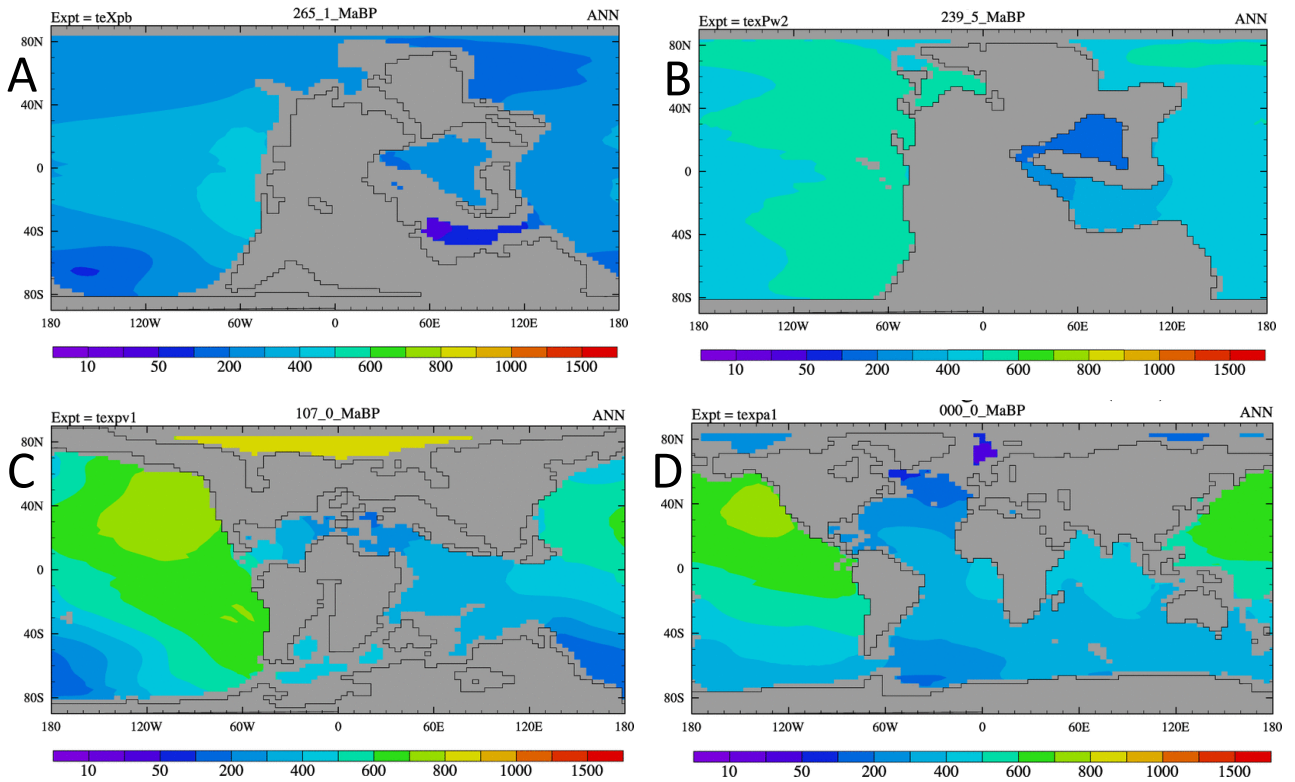 Expt = teXpb 265_1_MaBP ANN
A
80N
40N
0
40S
80S
180 120W 60W 0 60E 120E 180
10 50 200 400 600 800 1000 1500
Expt = texPw2 239_5_MaBP ANN
B
80N
40N
0
40S
80S
180 120W 60W 0 60E 120E 180
10 50 200 400 600 800 1000 1500
Expt = texpv1 107_0_MaBP ANN
C
80N
40N
0
40S
80S
180 120W 60W 0 60E 120E 180
10 50 200 400 600 800 1000 1500
Expt = texpa1 000_0_MaBP ANN
D
80N
40N
0
40S
80S
180 120W 60W 0 60E 120E 180
10 50 200 400 600 800 1000 1500